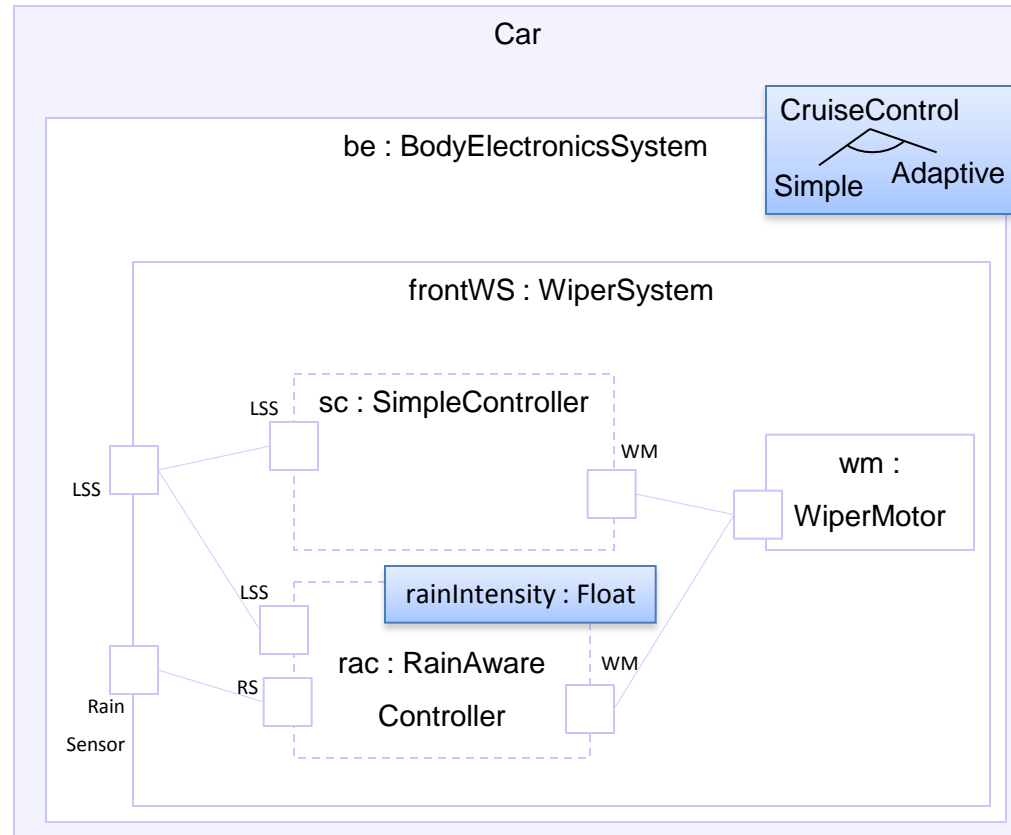 Car
CruiseControl
Simple
Adaptive
be : BodyElectronicsSystem
frontWS : WiperSystem
LSS
sc : SimpleController
WM
LSS
wm :
WiperMotor
LSS
rainIntensity : Float
rac : RainAware
Controller
RS
WM
Rain
Sensor